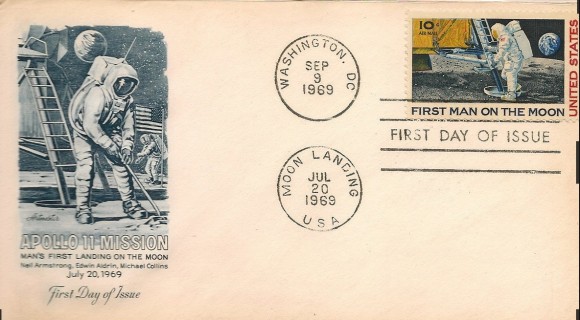 WASHINGTON, DC
SEP
9
1969
10c
AIR MAIL
UNITED STATES
FIRST MAN ON THE MOON
FIRST DAY OF ISSUE
MOON LANDING
JUL
20
1969
USA
Artmaster
APOLLO 11-MISSION
MAN'S FIRST LANDING ON THE MOON
Neil Armstrong, Edwin Aldrin, Michael Collins
July 20, 1969
First Day of Issue